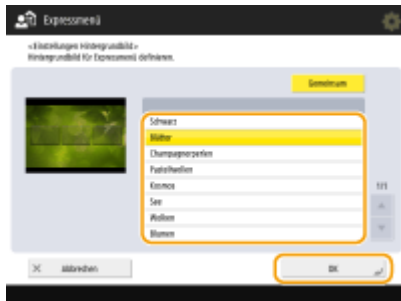 Expressmenü
<Einstellungen Hintergrundbild>
Hintergrundbild für Expressmenü definieren.
Gemeinsam
Schwarz
Blätter
Champagnerperlen
Pastellwellen
Kosmos
See
Wolken
Blumen
1/1
Abbrechen
OK